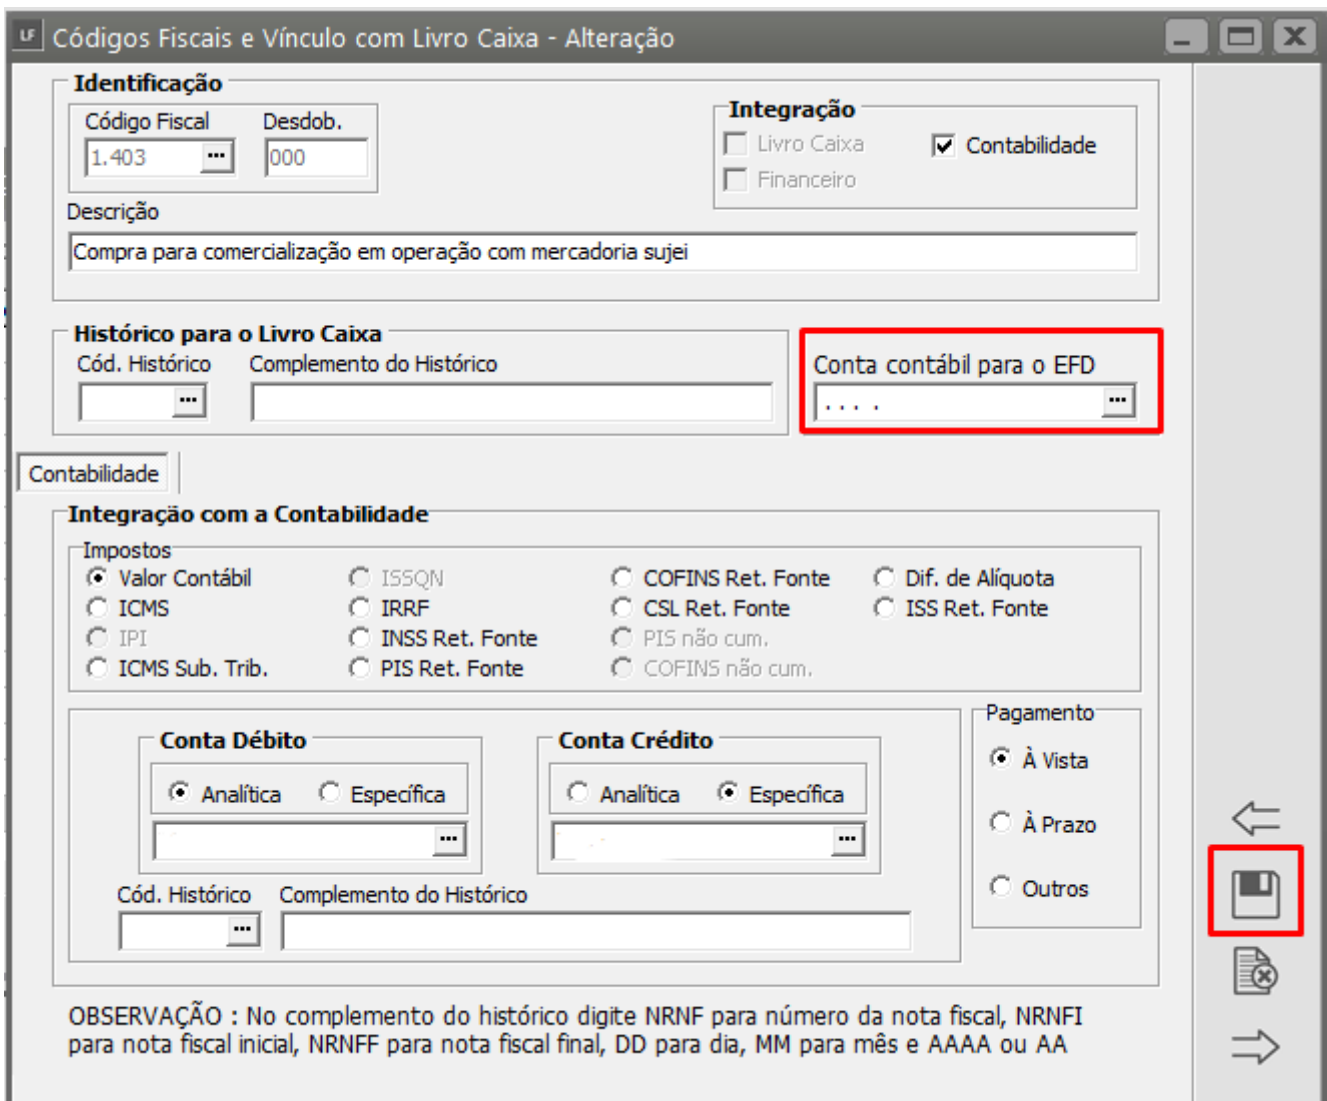 LF Códigos Fiscais e Vínculo com Livro Caixa - Alteração
Identificação
Código Fiscal Desdob.
1.403 ... 000
Integração
Livro Caixa Contabilidade
Financeiro
Descrição
Compra para comercialização em operação com mercadoria sujei
Histórico para o Livro Caixa
Cód. Histórico Complemento do Histórico
...
Conta contábil para o EFD
. . . . ...
Contabilidade
Integração com a Contabilidade
Impostos
Valor Contábil ISSQN COFINS Ret. Fonte Dif. de Alíquota
ICMS IRRF CSL Ret. Fonte ISS Ret. Fonte
IPI INSS Ret. Fonte PIS não cum.
ICMS Sub. Trib. PIS Ret. Fonte COFINS não cum.
Conta Débito
Analítica Específica
...
Conta Crédito
Analítica Específica
...
Pagamento
À Vista
À Prazo
Outros
Cód. Histórico Complemento do Histórico
...
OBSERVAÇÃO : No complemento do histórico digite NRNF para número da nota fiscal, NRNFI
para nota fiscal inicial, NRNFF para nota fiscal final, DD para dia, MM para mês e AAAA ou AA